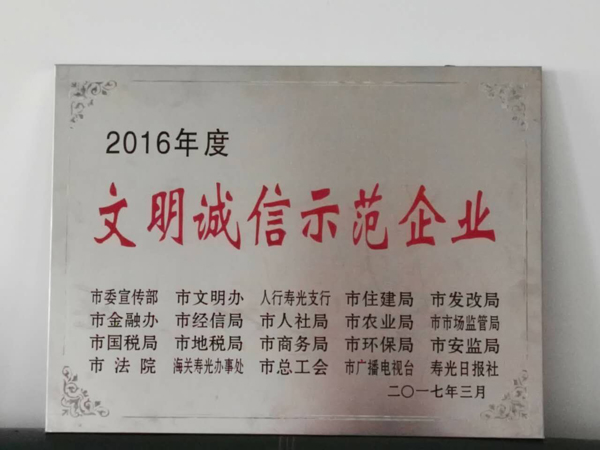 2016年度
文明诚信示范企业
市委宣传部 市文明办 人行寿光支行 市住建局 市发改局
市金融办 市经信局 市人社局 市农业局 市市场监管局
市国税局 市地税局 市商务局 市环保局 市安监局
市法院 海关寿光办事处 市总工会 市广播电视台 寿光日报社
二〇一七年三月